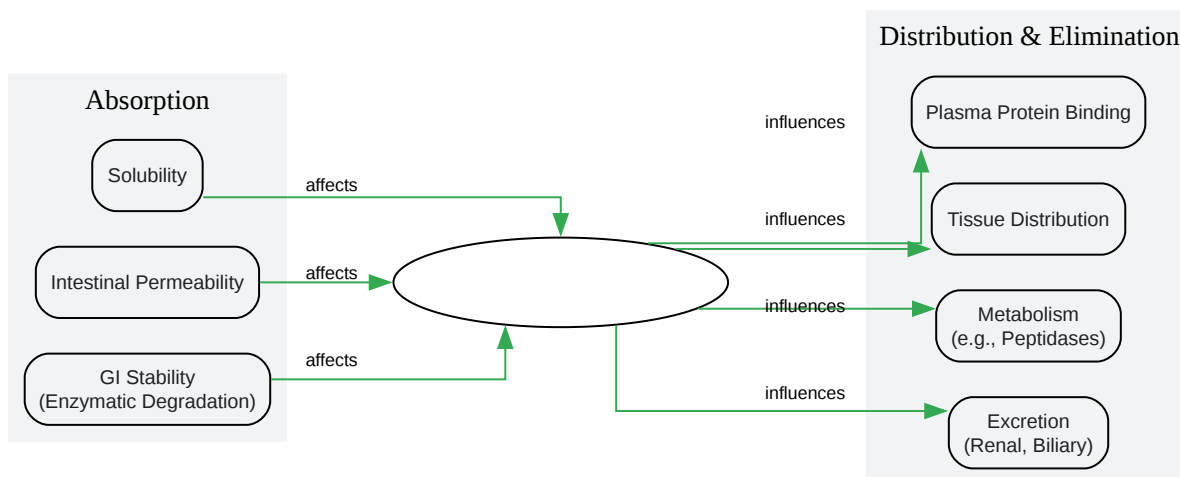 Absorption
Solubility
Intestinal Permeability
GI Stability
(Enzymatic Degradation)
affects
affects
affects
influences
influences
influences
influences
Distribution & Elimination
Plasma Protein Binding
Tissue Distribution
Metabolism
(e.g., Peptidases)
Excretion
(Renal, Biliary)